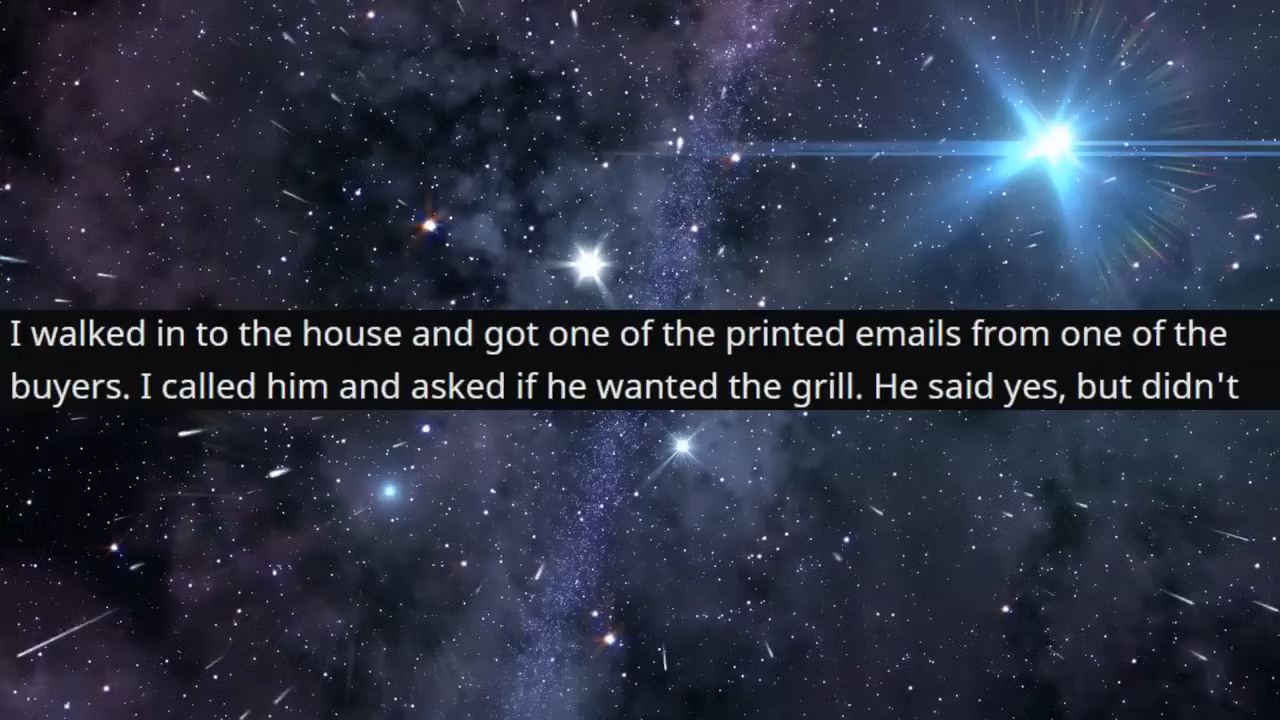 I walked in to the house and got one of the printed emails from one of the
buyers. I called him and asked if he wanted the grill. He said yes, but didn't